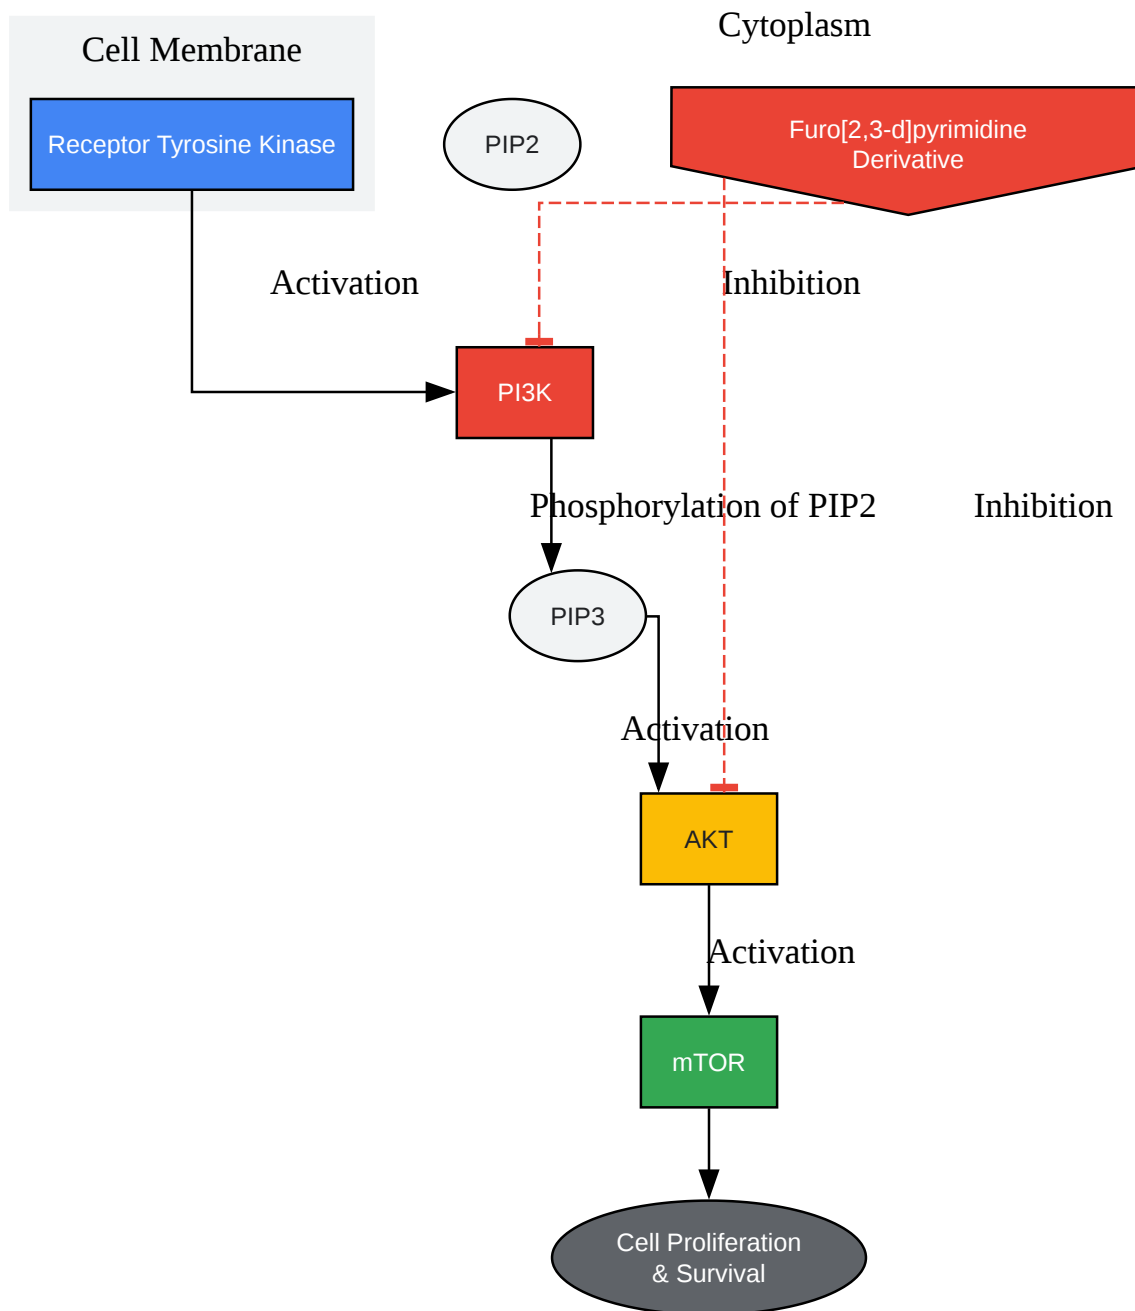 Cytoplasm
Cell Membrane
Receptor Tyrosine Kinase
PIP2
Furo[2,3-d]pyrimidine
Derivative
Activation
Inhibition
PI3K
Phosphorylation of PIP2
Inhibition
PIP3
Activation
AKT
Activation
mTOR
Cell Proliferation
& Survival